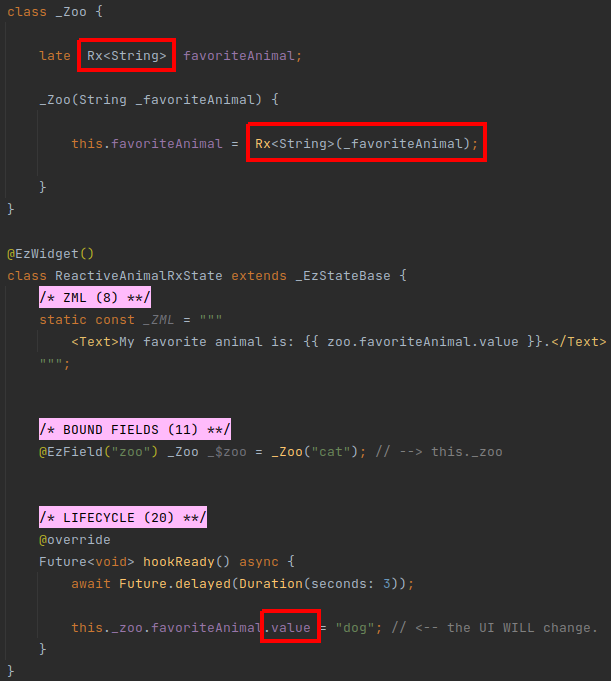 class _Zoo {
late Rx<String> favoriteAnimal;
_Zoo(String _favoriteAnimal) {
this.favoriteAnimal = Rx<String>(_favoriteAnimal);
}
}
@EzWidget()
class ReactiveAnimalRxState extends _EzStateBase {
/* ZML (8) **/
static const _ZML = """
<Text>My favorite animal is: {{ zoo.favoriteAnimal.value }}.</Text>
""";
/* BOUND FIELDS (11) **/
@EzField("zoo") _Zoo _$zoo = _Zoo("cat"); // --> this._zoo
/* LIFECYCLE (20) **/
@override
Future<void> hookReady() async {
await Future.delayed(Duration(seconds: 3));
this._zoo.favoriteAnimal.value = "dog"; // <-- the UI WILL change.
}
}